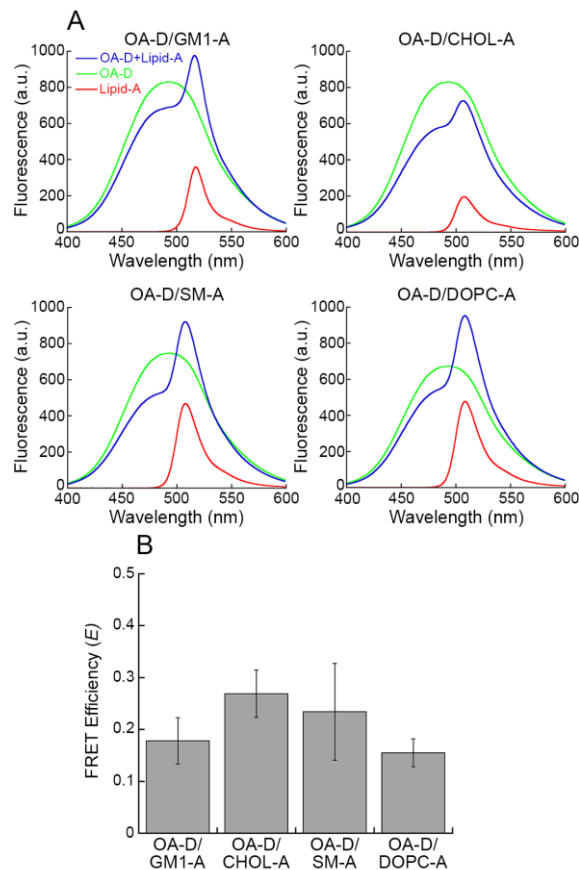 A
OA-D/GM1-A
OA-D/CHOL-A
Fluorescence (a.u.)
1000
800
600
400
200
0
OA-D+Lipid-A
OA-D
Lipid-A
400
450
500
550
600
Wavelength (nm)
Fluorescence (a.u.)
1000
800
600
400
200
0
400
450
500
550
600
Wavelength (nm)
OA-D/SM-A
OA-D/DOPC-A
Fluorescence (a.u.)
1000
800
600
400
200
0
400
450
500
550
600
Wavelength (nm)
Fluorescence (a.u.)
1000
800
600
400
200
0
400
450
500
550
600
Wavelength (nm)
B
FRET Efficiency (E)
0.5
0.4
0.3
0.2
0.1
0
OA-D/
GM1-A
OA-D/
CHOL-A
OA-D/
SM-A
OA-D/
DOPC-A